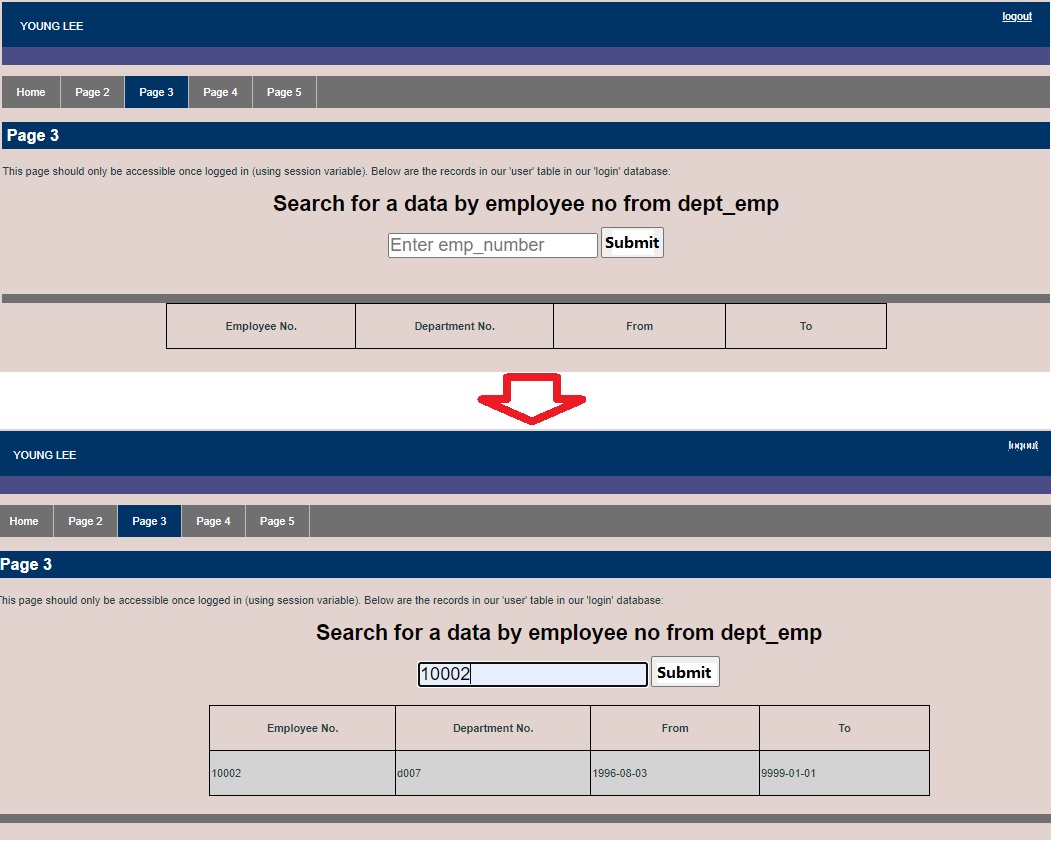 YOUNG LEE
logout
Home Page 2 Page 3 Page 4 Page 5
Page 3
This page should only be accessible once logged in (using session variable). Below are the records in our 'user' table in our 'login' database:
Search for a data by employee no from dept_emp
Enter emp_number Submit
Employee No. Department No. From To
YOUNG LEE
logout
Home Page 2 Page 3 Page 4 Page 5
Page 3
This page should only be accessible once logged in (using session variable). Below are the records in our 'user' table in our 'login' database:
Search for a data by employee no from dept_emp
10002 Submit
Employee No. Department No. From To
10002 d007 1996-08-03 9999-01-01